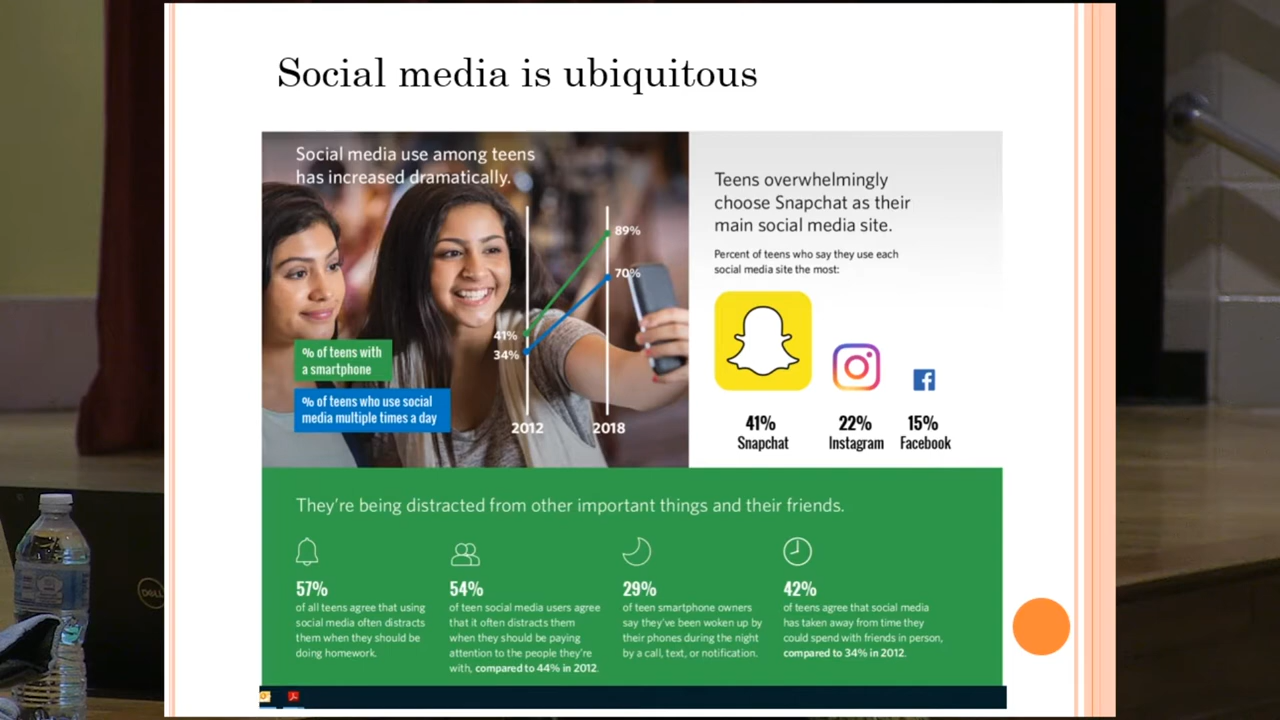 Social media is ubiquitous
Social media use among teens
has increased dramatically.
89%
70%
41%
34%
% of teens with
a smartphone
% of teens who use social
media multiple times a day
2012
2018
Teens overwhelmingly
choose Snapchat as their
main social media site.
Percent of teens who say they use each
social media site the most:
41%
Snapchat
22%
Instagram
15%
Facebook
They're being distracted from other important things and their friends.
57%
of all teens agree that using
social media often distracts
them when they should be
doing homework.
54%
of teen social media users agree
that it often distracts them
when they should be paying
attention to the people they're
with, compared to 44% in 2012.
29%
of teen smartphone owners
say they've been woken up by
their phones during the night
by a call, text, or notification.
42%
of teens agree that social media
has taken away from time they
could spend with friends in person,
compared to 34% in 2012.
DELL